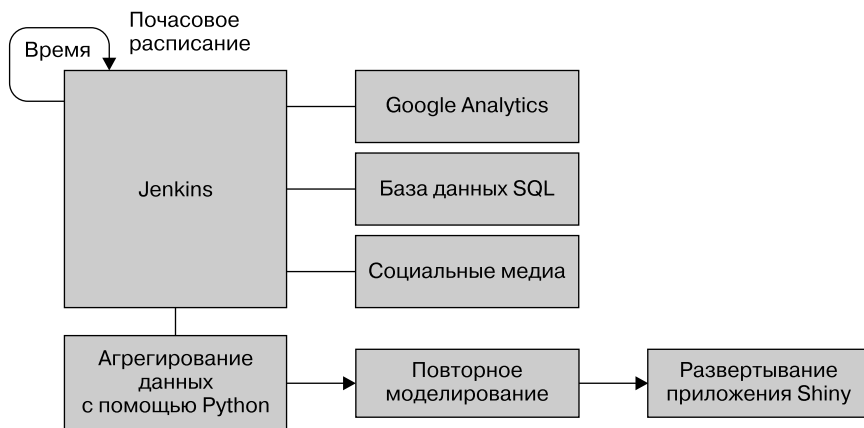 Почасовое
расписание
Время
Jenkins
Google Analytics
База данных SQL
Социальные медиа
Агрегирование
данных
с помощью Python
Повторное
моделирование
Развертывание
приложения Shiny